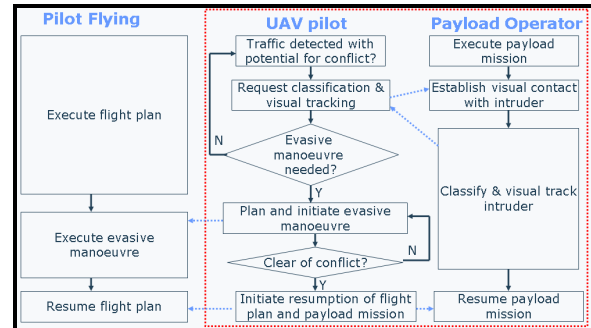 Pilot Flying
UAV pilot
Payload Operator
Execute flight plan
Execute evasive
manoeuvre
Resume flight plan
Traffic detected with
potential for conflict?
Request classification &
visual tracking
N
Evasive
manoeuvre
needed?
Y
Plan and initiate evasive
manoeuvre
N
Clear of conflict?
Y
Initiate resumption of flight
plan and payload mission
Execute payload
mission
Establish visual contact
with intruder
Classify & visual track
intruder
Resume payload
mission